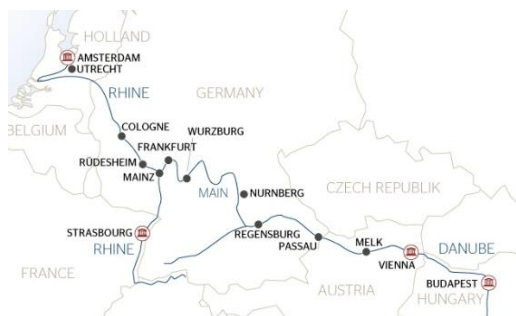 HOLLAND
AMSTERDAM
UTRECHT
RHINE
GERMANY
BELGIUM
COLOGNE
WURZBURG
FRANKFURT
RÜDESHEIM
MAINZ
MAIN
NURNBERG
CZECH REPUBLIK
STRASBOURG
RHINE
REGENSBURG
PASSAU
MELK
DANUBE
VIENNA
FRANCE
AUSTRIA
BUDAPEST
HUNGARY